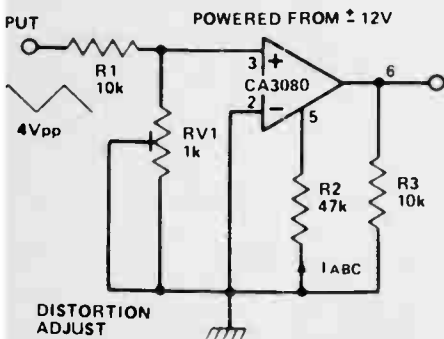 PUT
POWERED FROM ± 12V
R1
10k
3
+
CA3080
6
2
−
5
4Vpp
RV1
1k
R2
47k
R3
10k
IABC
DISTORTION
ADJUST